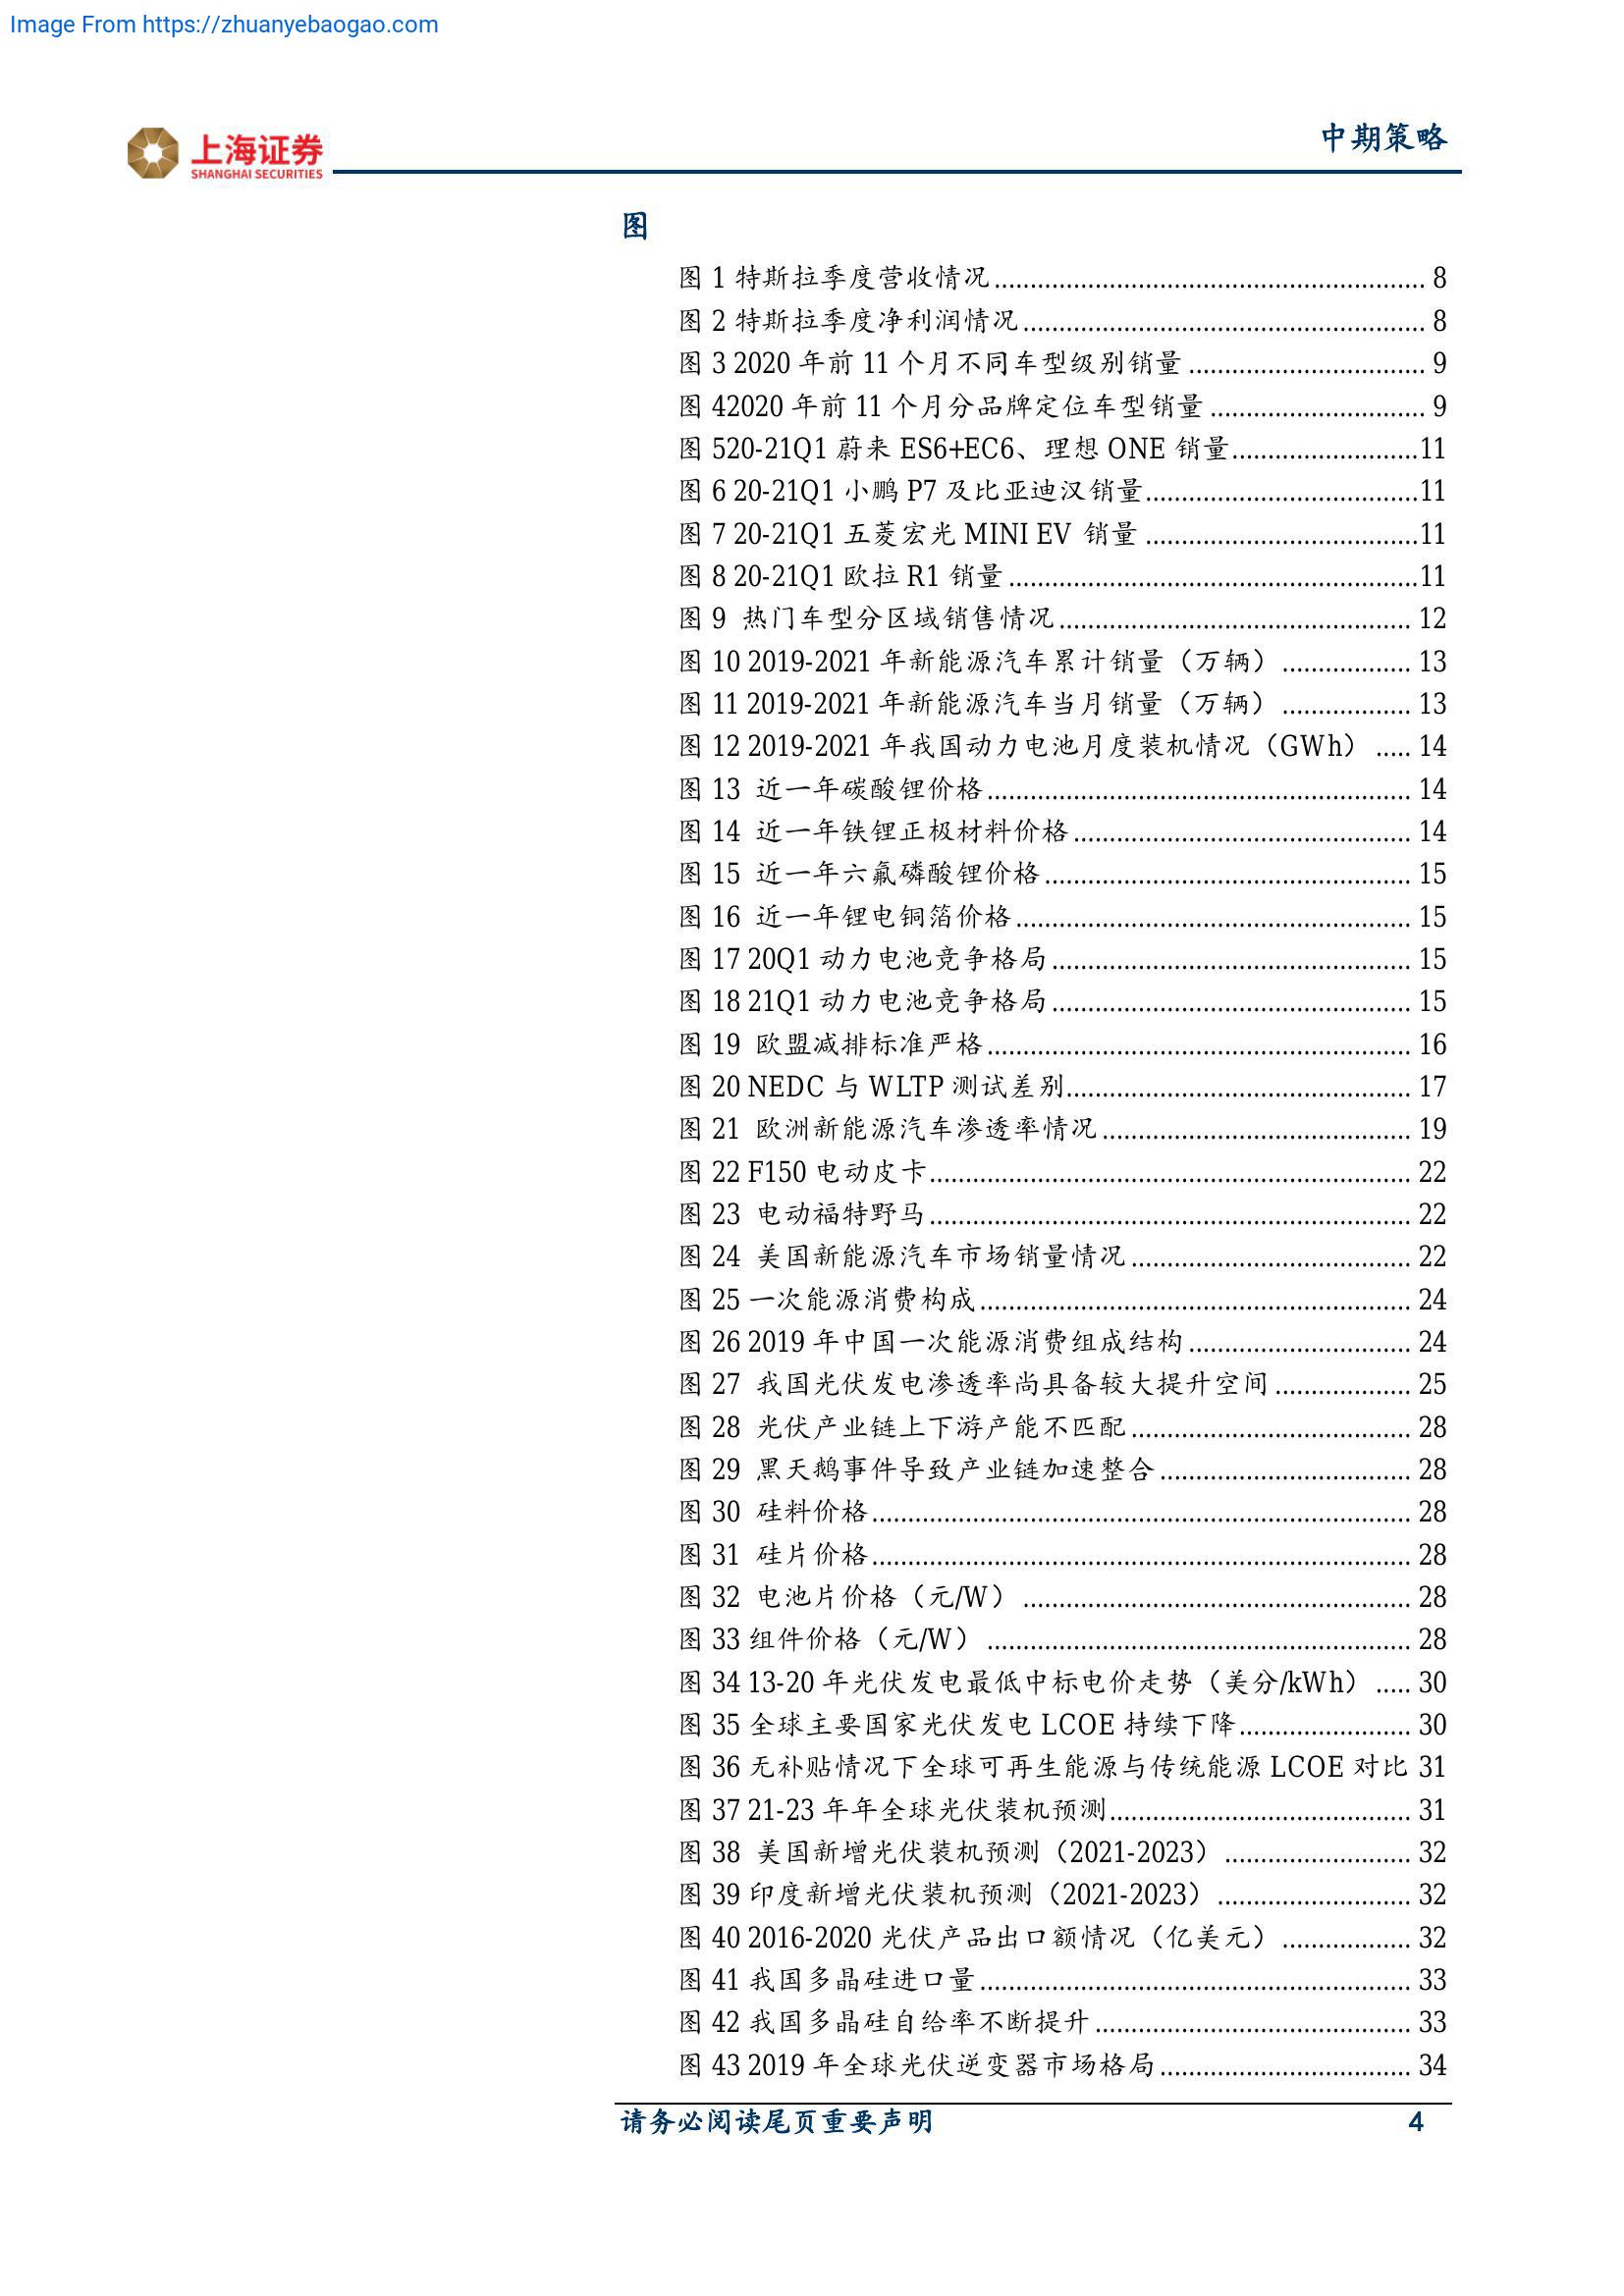 Image From https://zhuanyebaogao.com
上海证券
SHANGHAI SECURITIES
中期策略
图
图 1 特斯拉季度营收情况............................................................ 8
图 2 特斯拉季度净利润情况........................................................ 8
图 3 2020 年前 11 个月不同车型级别销量 ................................. 9
图 42020 年前 11 个月分品牌定位车型销量 .............................. 9
图 520-21Q1 蔚来 ES6+EC6、理想 ONE 销量..........................11
图 6 20-21Q1 小鹏 P7 及比亚迪汉销量......................................11
图 7 20-21Q1 五菱宏光 MINI EV 销量 ......................................11
图 8 20-21Q1 欧拉 R1 销量 .........................................................11
图 9 热门车型分区域销售情况................................................. 12
图 10 2019-2021 年新能源汽车累计销量（万辆） .................. 13
图 11 2019-2021 年新能源汽车当月销量（万辆） .................. 13
图 12 2019-2021 年我国动力电池月度装机情况（GWh） ..... 14
图 13 近一年碳酸锂价格........................................................... 14
图 14 近一年铁锂正极材料价格............................................... 14
图 15 近一年六氟磷酸锂价格................................................... 15
图 16 近一年锂电铜箔价格....................................................... 15
图 17 20Q1 动力电池竞争格局.................................................. 15
图 18 21Q1 动力电池竞争格局.................................................. 15
图 19 欧盟减排标准严格........................................................... 16
图 20 NEDC 与 WLTP 测试差别................................................ 17
图 21 欧洲新能源汽车渗透率情况........................................... 19
图 22 F150 电动皮卡................................................................... 22
图 23 电动福特野马................................................................... 22
图 24 美国新能源汽车市场销量情况....................................... 22
图 25 一次能源消费构成............................................................ 24
图 26 2019 年中国一次能源消费组成结构............................... 24
图 27 我国光伏发电渗透率尚具备较大提升空间................... 25
图 28 光伏产业链上下游产能不匹配....................................... 28
图 29 黑天鹅事件导致产业链加速整合................................... 28
图 30 硅料价格........................................................................... 28
图 31 硅片价格........................................................................... 28
图 32 电池片价格（元/W） ...................................................... 28
图 33 组件价格（元/W） ........................................................... 28
图 34 13-20 年光伏发电最低中标电价走势（美分/kWh） ..... 30
图 35 全球主要国家光伏发电 LCOE 持续下降........................ 30
图 36 无补贴情况下全球可再生能源与传统能源 LCOE 对比 31
图 37 21-23 年年全球光伏装机预测.......................................... 31
图 38 美国新增光伏装机预测（2021-2023） .......................... 32
图 39 印度新增光伏装机预测（2021-2023） ........................... 32
图 40 2016-2020 光伏产品出口额情况（亿美元） .................. 32
图 41 我国多晶硅进口量............................................................ 33
图 42 我国多晶硅自给率不断提升............................................ 33
图 43 2019 年全球光伏逆变器市场格局................................... 34
请务必阅读尾页重要声明
4